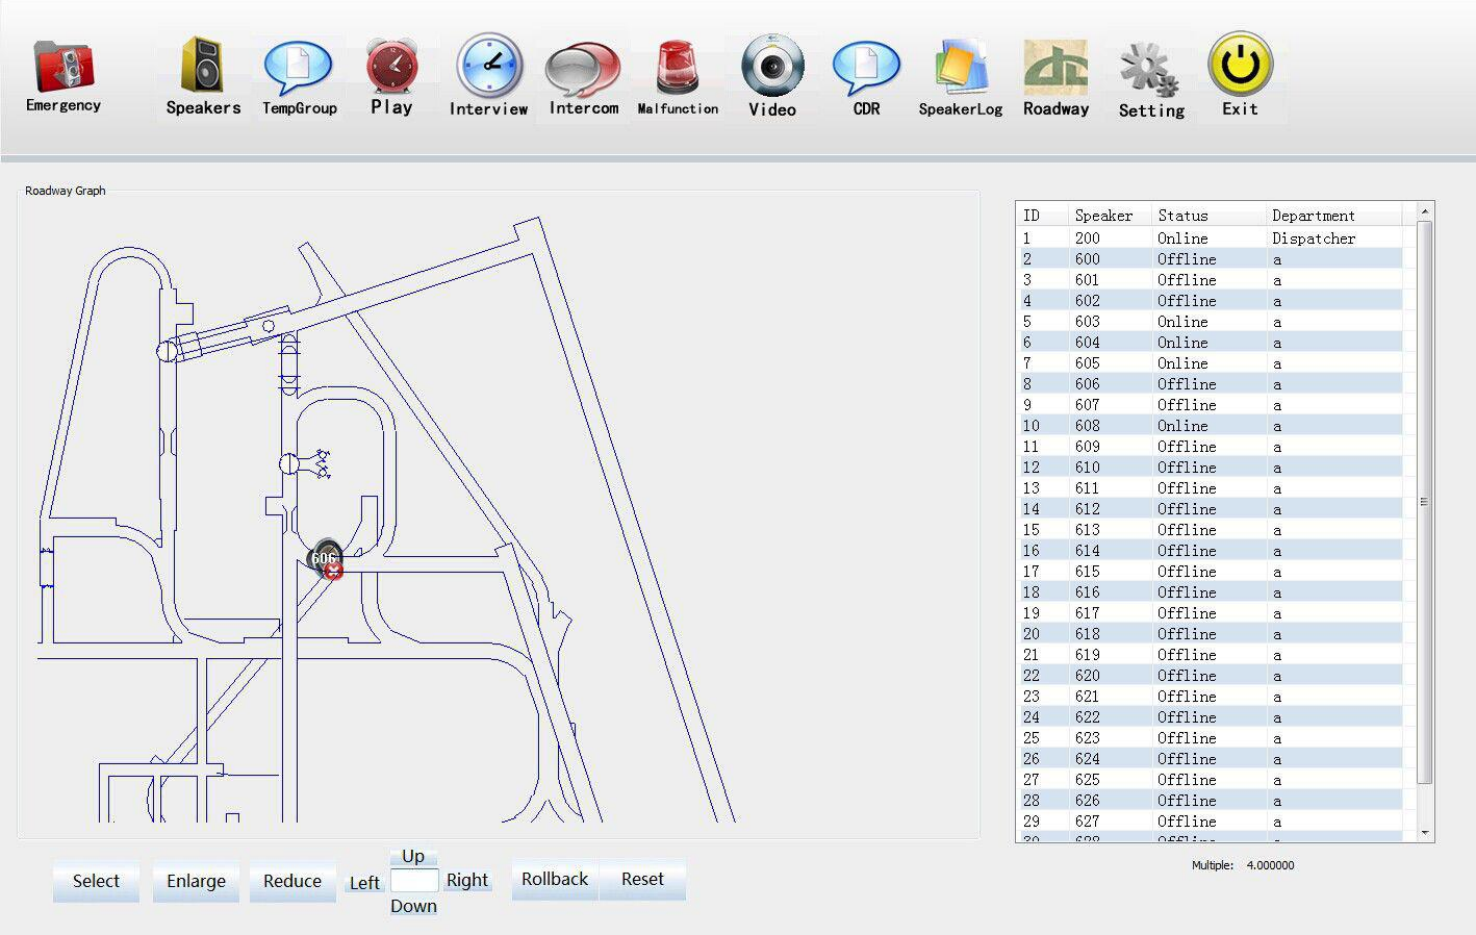 Emergency Speakers TempGroup Play Interview Intercom Malfunction Video CDR SpeakerLog Roadway Setting Exit
Roadway Graph
606
ID Speaker Status Department
1 200 Online Dispatcher
2 600 Offline a
3 601 Offline a
4 602 Offline a
5 603 Online a
6 604 Online a
7 605 Online a
8 606 Offline a
9 607 Offline a
10 608 Online a
11 609 Offline a
12 610 Offline a
13 611 Offline a
14 612 Offline a
15 613 Offline a
16 614 Offline a
17 615 Offline a
18 616 Offline a
19 617 Offline a
20 618 Offline a
21 619 Offline a
22 620 Offline a
23 621 Offline a
24 622 Offline a
25 623 Offline a
26 624 Offline a
27 625 Offline a
28 626 Offline a
29 627 Offline a
Multiple: 4.000000
Select Enlarge Reduce
Up
Left Right
Down
Rollback Reset